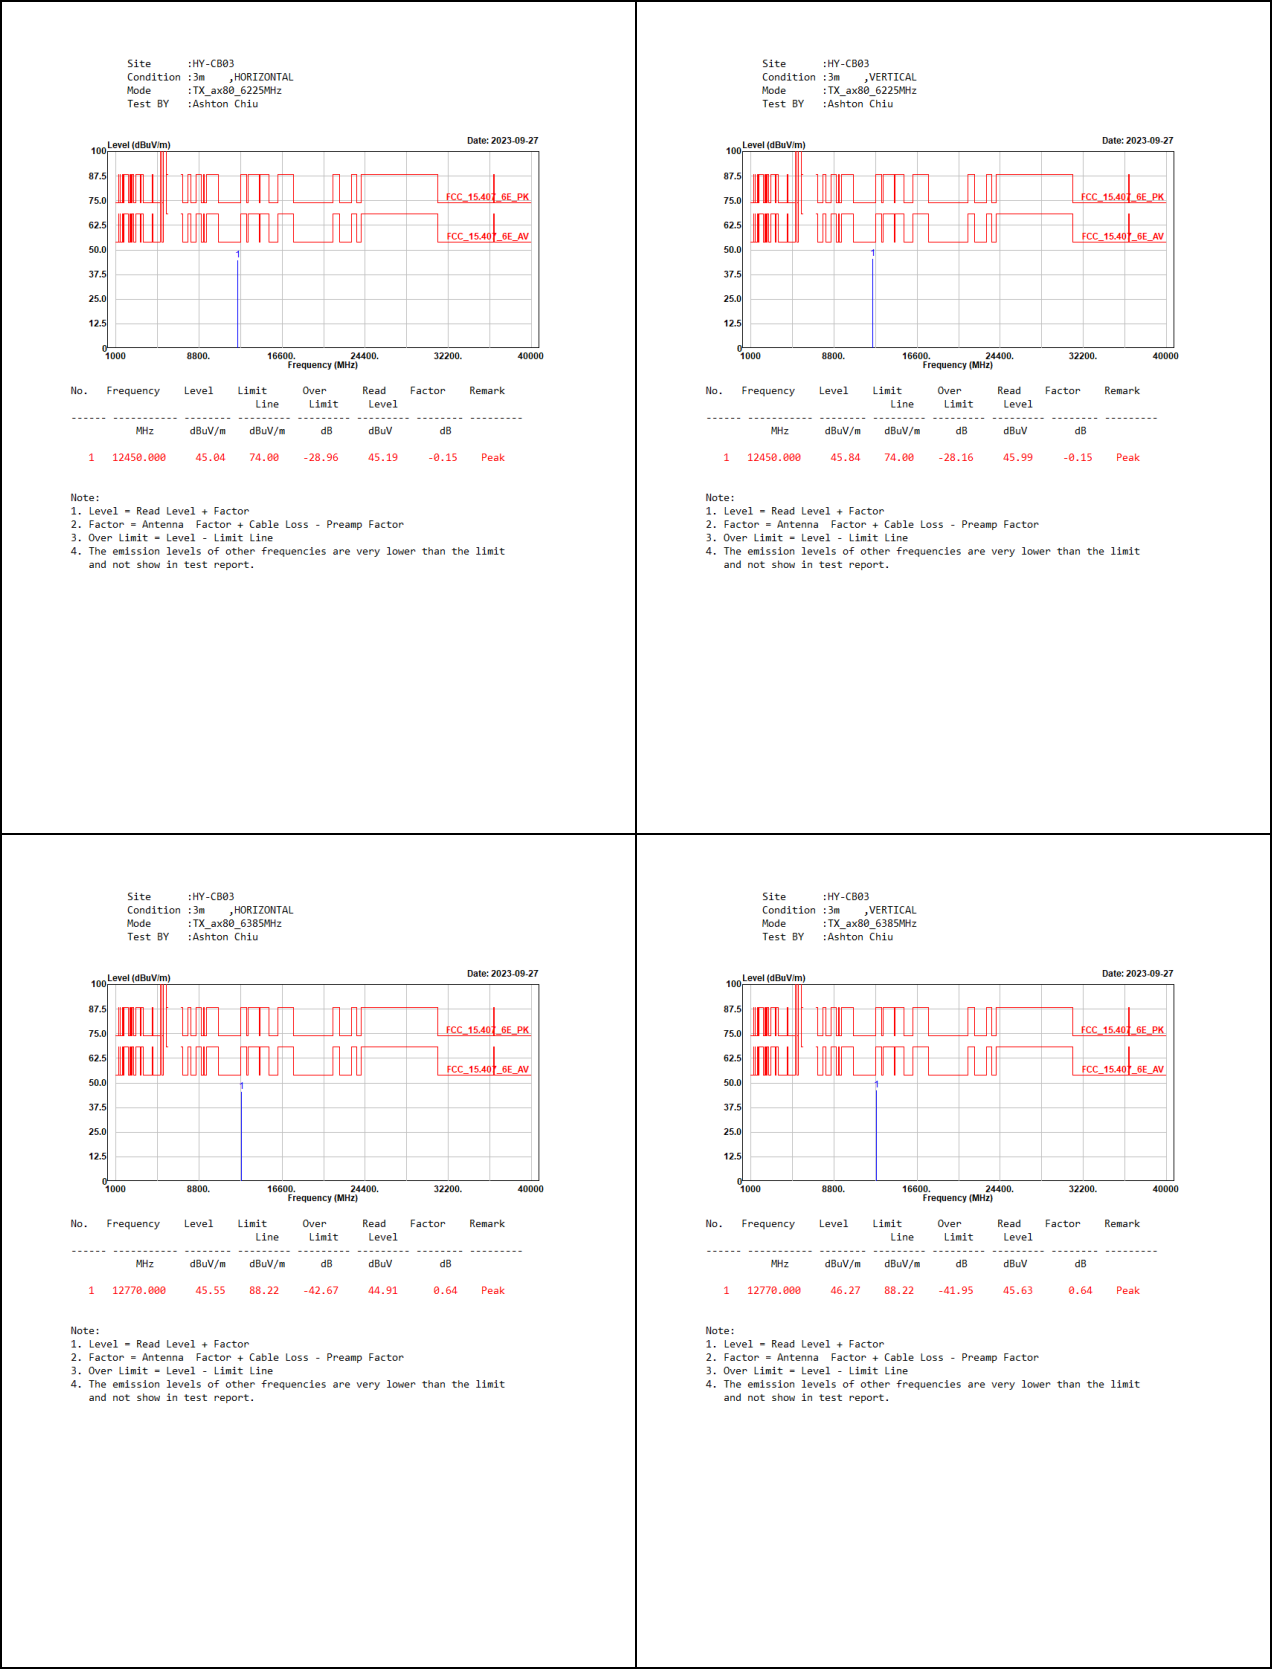 Site      :HY-CB03
Condition :3m    ,HORIZONTAL
Mode      :TX_ax80_6225MHz
Test BY   :Ashton Chiu
Date: 2023-09-27
Level (dBuV/m)
100
87.5
75.0
62.5
50.0
37.5
25.0
12.5
0
FCC_15.407_6E_PK
FCC_15.407_6E_AV
1
1000 8800. 16600. 24400. 32200. 40000
Frequency (MHz)
No. Frequency Level Limit Over Read Factor Remark
Line Limit Level
------ ----------- -------- -------- --------- --------- -------- ---------
MHz dBuV/m dBuV/m dB dBuV dB
1 12450.000 45.04 74.00 -28.96 45.19 -0.15 Peak
Note:
1. Level = Read Level + Factor
2. Factor = Antenna  Factor + Cable Loss - Preamp Factor
3. Over Limit = Level - Limit Line
4. The emission levels of other frequencies are very lower than the limit
and not show in test report.
Site      :HY-CB03
Condition :3m    ,VERTICAL
Mode      :TX_ax80_6225MHz
Test BY   :Ashton Chiu
Date: 2023-09-27
Level (dBuV/m)
100
87.5
75.0
62.5
50.0
37.5
25.0
12.5
0
FCC_15.407_6E_PK
FCC_15.407_6E_AV
1
1000 8800. 16600. 24400. 32200. 40000
Frequency (MHz)
No. Frequency Level Limit Over Read Factor Remark
Line Limit Level
------ ----------- -------- -------- --------- --------- -------- ---------
MHz dBuV/m dBuV/m dB dBuV dB
1 12450.000 45.84 74.00 -28.16 45.99 -0.15 Peak
Note:
1. Level = Read Level + Factor
2. Factor = Antenna  Factor + Cable Loss - Preamp Factor
3. Over Limit = Level - Limit Line
4. The emission levels of other frequencies are very lower than the limit
and not show in test report.
Site      :HY-CB03
Condition :3m    ,HORIZONTAL
Mode      :TX_ax80_6385MHz
Test BY   :Ashton Chiu
Date: 2023-09-27
Level (dBuV/m)
100
87.5
75.0
62.5
50.0
37.5
25.0
12.5
0
FCC_15.407_6E_PK
FCC_15.407_6E_AV
1
1000 8800. 16600. 24400. 32200. 40000
Frequency (MHz)
No. Frequency Level Limit Over Read Factor Remark
Line Limit Level
------ ----------- -------- -------- --------- --------- -------- ---------
MHz dBuV/m dBuV/m dB dBuV dB
1 12770.000 45.55 88.22 -42.67 44.91 0.64 Peak
Note:
1. Level = Read Level + Factor
2. Factor = Antenna  Factor + Cable Loss - Preamp Factor
3. Over Limit = Level - Limit Line
4. The emission levels of other frequencies are very lower than the limit
and not show in test report.
Site      :HY-CB03
Condition :3m    ,VERTICAL
Mode      :TX_ax80_6385MHz
Test BY   :Ashton Chiu
Date: 2023-09-27
Level (dBuV/m)
100
87.5
75.0
62.5
50.0
37.5
25.0
12.5
0
FCC_15.407_6E_PK
FCC_15.407_6E_AV
1
1000 8800. 16600. 24400. 32200. 40000
Frequency (MHz)
No. Frequency Level Limit Over Read Factor Remark
Line Limit Level
------ ----------- -------- -------- --------- --------- -------- ---------
MHz dBuV/m dBuV/m dB dBuV dB
1 12770.000 46.27 88.22 -41.95 45.63 0.64 Peak
Note:
1. Level = Read Level + Factor
2. Factor = Antenna  Factor + Cable Loss - Preamp Factor
3. Over Limit = Level - Limit Line
4. The emission levels of other frequencies are very lower than the limit
and not show in test report.